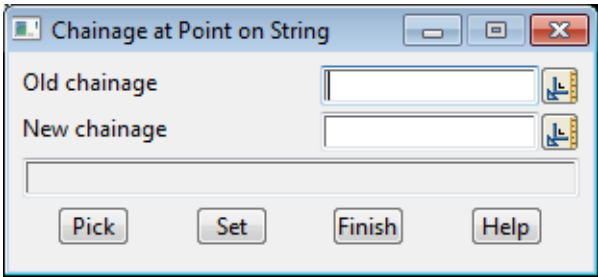 Chainage at Point on String
Old chainage
New chainage
Pick Set Finish Help